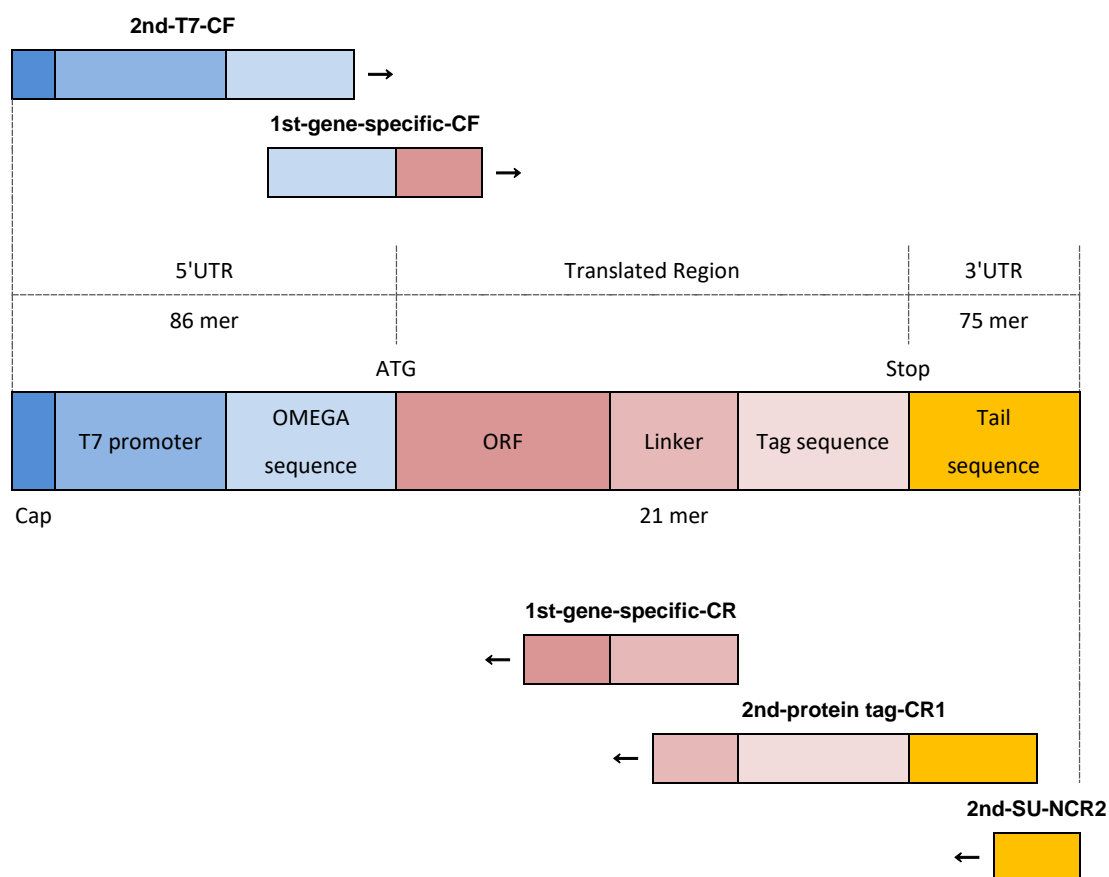 2nd-T7-CF
1st-gene-specific-CF
5'UTR
Translated Region
3'UTR
86 mer
75 mer
ATG
Stop
T7 promoter
OMEGA
sequence
ORF
Linker
Tag sequence
Tail
sequence
Cap
21 mer
1st-gene-specific-CR
2nd-protein tag-CR1
2nd-SU-NCR2